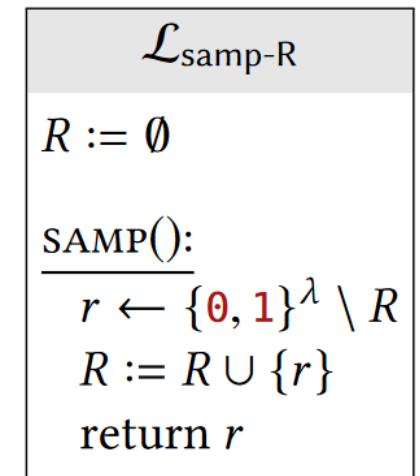 𝓛samp-R
R := ∅
SAMP():
r ← {0, 1}^λ \ R
R := R ∪ {r}
return r